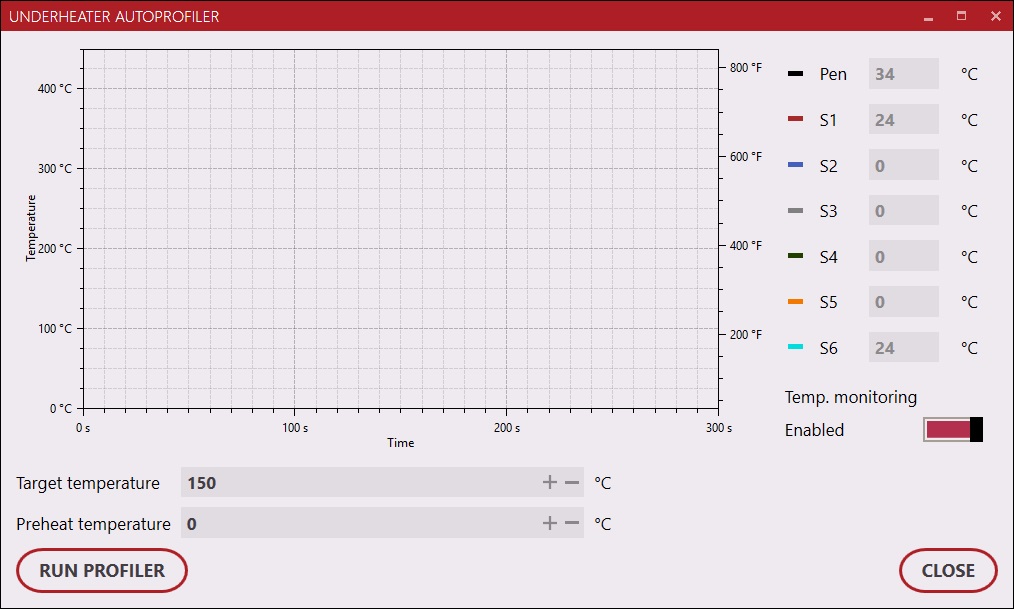 UNDERHEATER AUTOPROFILER
400 °C
300 °C
200 °C
100 °C
0 °C
Temperature
0 s
100 s
200 s
300 s
Time
800 °F
600 °F
400 °F
200 °F
Pen 34 °C
S1 24 °C
S2 0 °C
S3 0 °C
S4 0 °C
S5 0 °C
S6 24 °C
Temp. monitoring
Enabled
Target temperature 150 °C
Preheat temperature 0 °C
RUN PROFILER
CLOSE